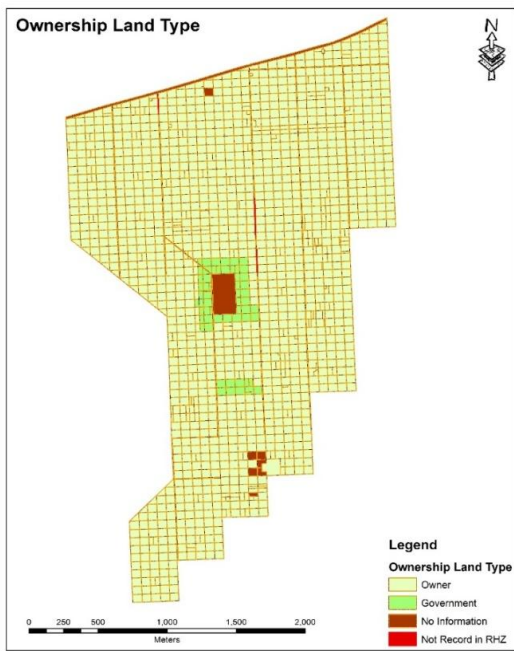 Ownership Land Type
N
Legend
Ownership Land Type
Owner
Government
No Information
Not Record in RHZ
0 250 500 1,000 1,500 2,000
Meters